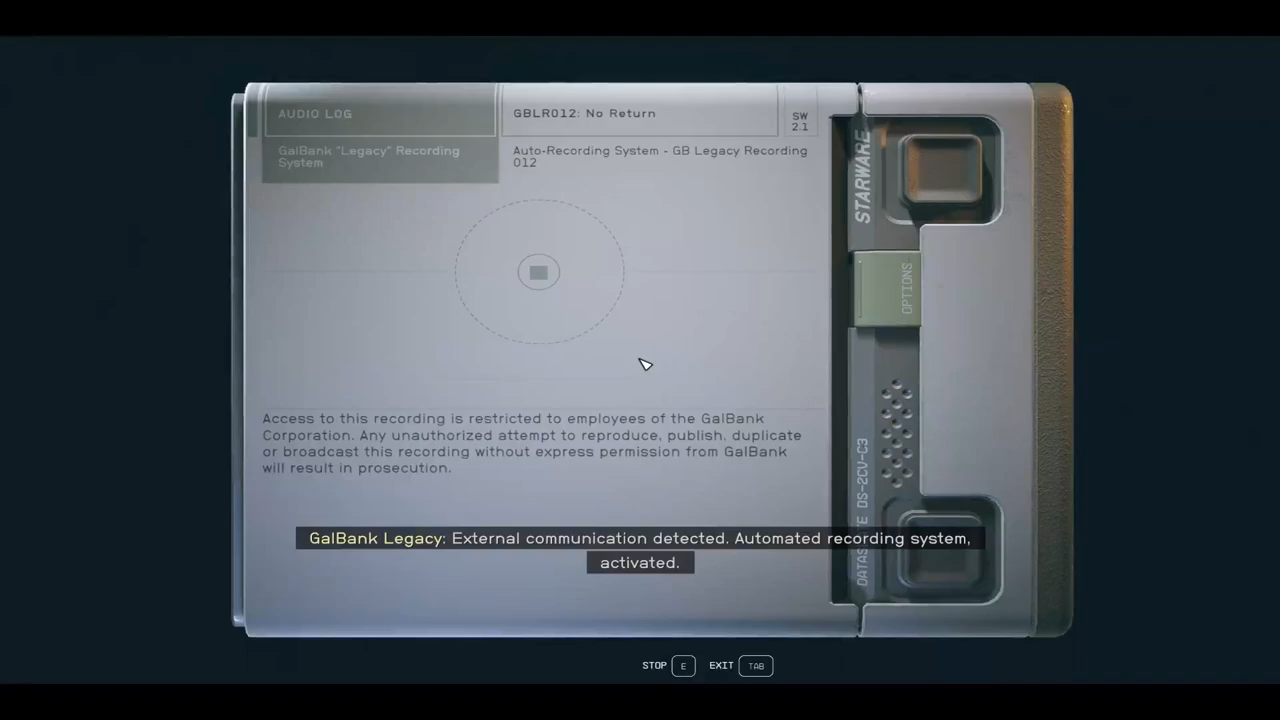 AUDIO LOG
GBLR012: No Return
SW
2.1
GalBank "Legacy" Recording
System
Auto-Recording System - GB Legacy Recording
012
STARWARE
OPTIONS
Access to this recording is restricted to employees of the GalBank
Corporation. Any unauthorized attempt to reproduce, publish, duplicate
or broadcast this recording without express permission from GalBank
will result in prosecution.
GalBank Legacy: External communication detected. Automated recording system,
activated.
DS-2CV-C3
STOP E EXIT TAB